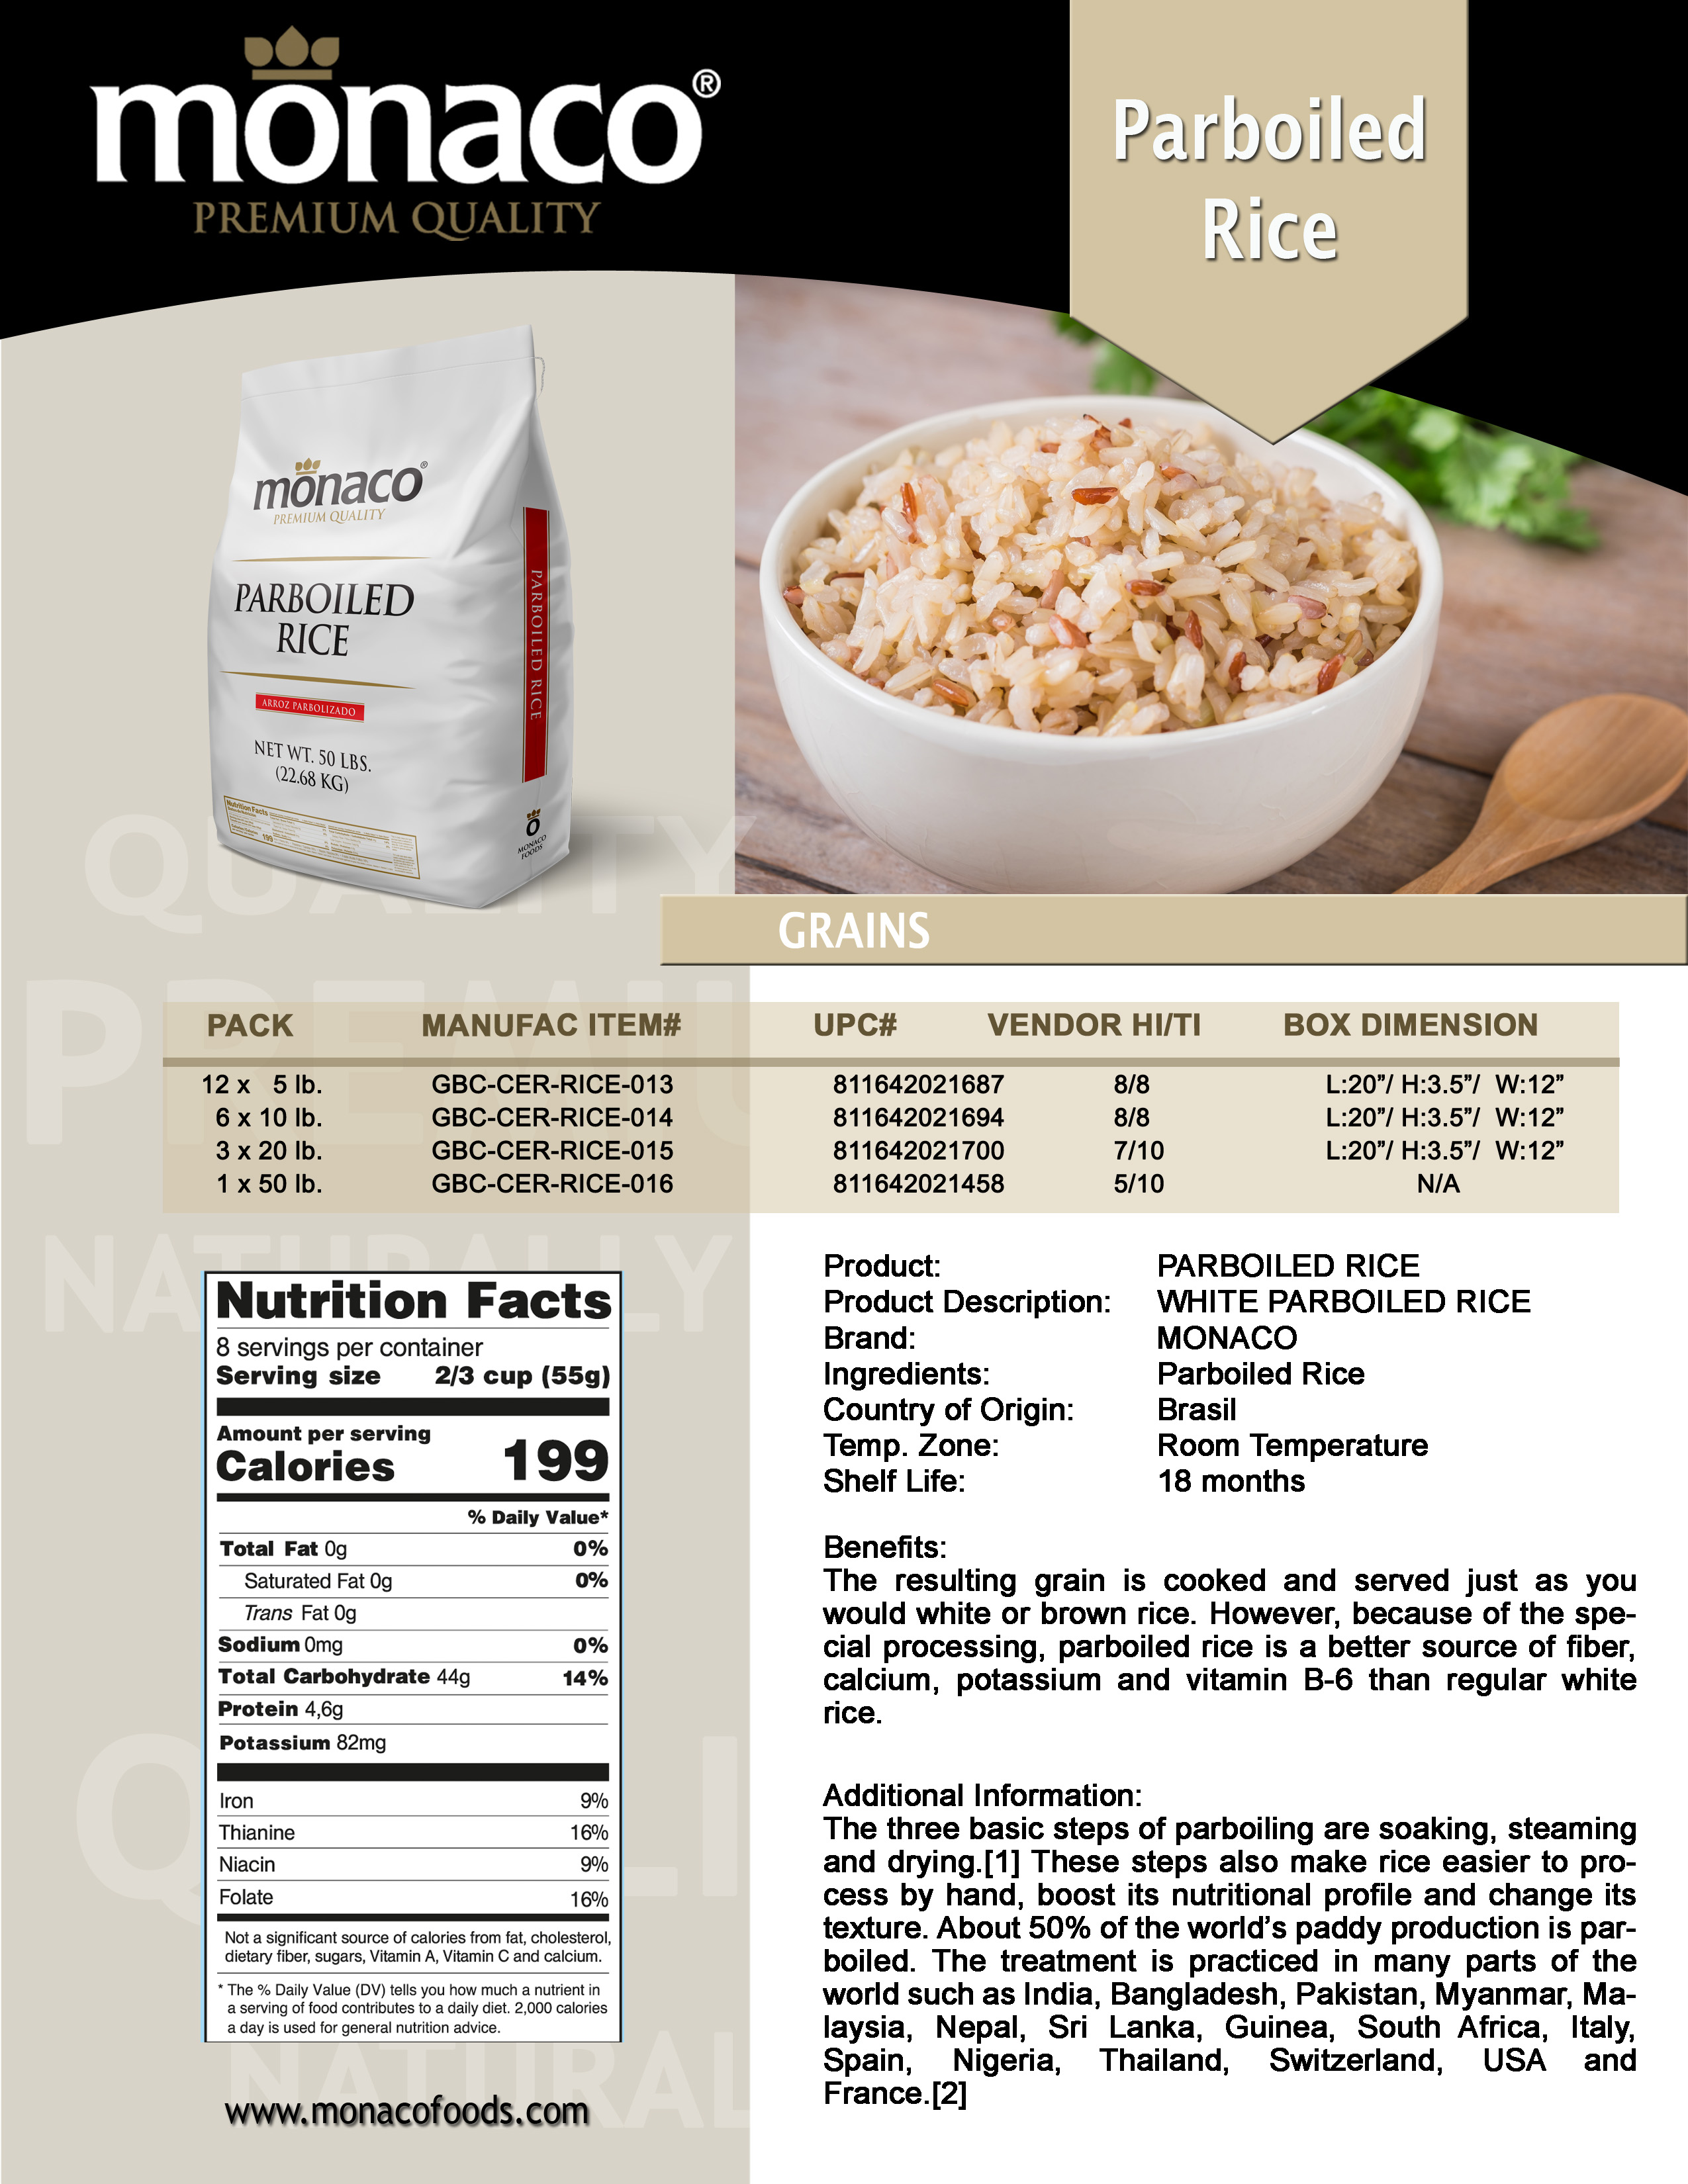 monaco®
PREMIUM QUALITY
Parboiled
Rice
monaco®
PREMIUM QUALITY
PARBOILED
RICE
ARROZ PARBOLIZADO
NET WT. 50 LBS.
(22.68 KG)
Nutrition Facts
199
PARBOILED RICE
MONACO
FOODS
QUALITY
GRAINS
PREMIU
PACK MANUFAC ITEM# UPC# VENDOR HI/TI BOX DIMENSION
12 x 5 lb. GBC-CER-RICE-013 811642021687 8/8 L:20”/ H:3.5”/ W:12”
6 x 10 lb. GBC-CER-RICE-014 811642021694 8/8 L:20”/ H:3.5”/ W:12”
3 x 20 lb. GBC-CER-RICE-015 811642021700 7/10 L:20”/ H:3.5”/ W:12”
1 x 50 lb. GBC-CER-RICE-016 811642021458 5/10 N/A
NATURALLY
Nutrition Facts
8 servings per container
Serving size 2/3 cup (55g)
Amount per serving
Calories 199
% Daily Value*
Total Fat 0g 0%
Saturated Fat 0g 0%
Trans Fat 0g
Sodium 0mg 0%
Total Carbohydrate 44g 14%
Protein 4,6g
Potassium 82mg
Iron 9%
Thianine 16%
Niacin 9%
Folate 16%
Not a significant source of calories from fat, cholesterol,
dietary fiber, sugars, Vitamin A, Vitamin C and calcium.
* The % Daily Value (DV) tells you how much a nutrient in
a serving of food contributes to a daily diet. 2,000 calories
a day is used for general nutrition advice.
NATURAL
www.monacofoods.com
Product: PARBOILED RICE
Product Description: WHITE PARBOILED RICE
Brand: MONACO
Ingredients: Parboiled Rice
Country of Origin: Brasil
Temp. Zone: Room Temperature
Shelf Life: 18 months
Benefits:
The resulting grain is cooked and served just as you
would white or brown rice. However, because of the spe-
cial processing, parboiled rice is a better source of fiber,
calcium, potassium and vitamin B-6 than regular white
rice.
Additional Information:
The three basic steps of parboiling are soaking, steaming
and drying.[1] These steps also make rice easier to pro-
cess by hand, boost its nutritional profile and change its
texture. About 50% of the world’s paddy production is par-
boiled. The treatment is practiced in many parts of the
world such as India, Bangladesh, Pakistan, Myanmar, Ma-
laysia, Nepal, Sri Lanka, Guinea, South Africa, Italy,
Spain, Nigeria, Thailand, Switzerland, USA and
France.[2]